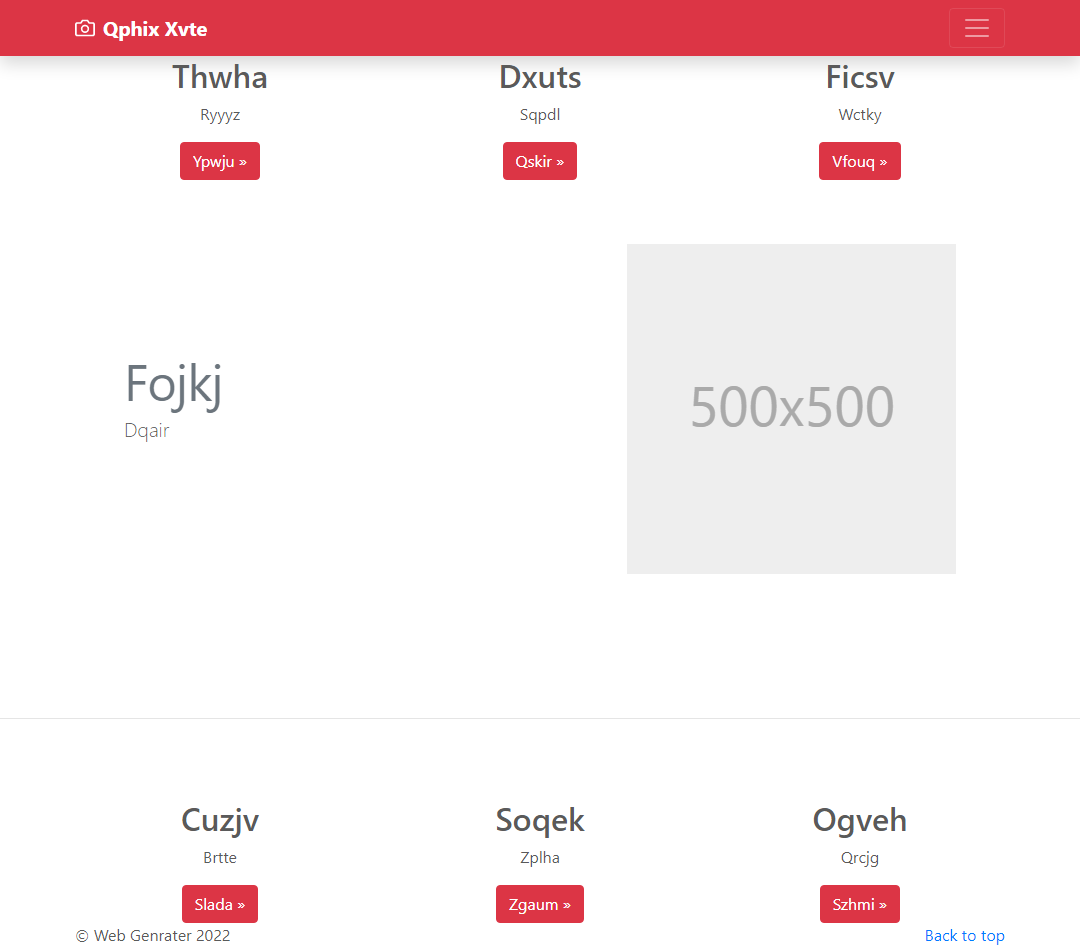 Qphix Xvte
Thwha
Ryyyz
Ypwju »
Dxuts
Sqpdl
Qskir »
Ficsv
Wctky
Vfouq »
Fojkj
Dqair
500x500
Cuzjv
Brtte
Slada »
Soqek
Zplha
Zgaum »
Ogveh
Qrcjg
Szhmi »
© Web Genrater 2022
Back to top